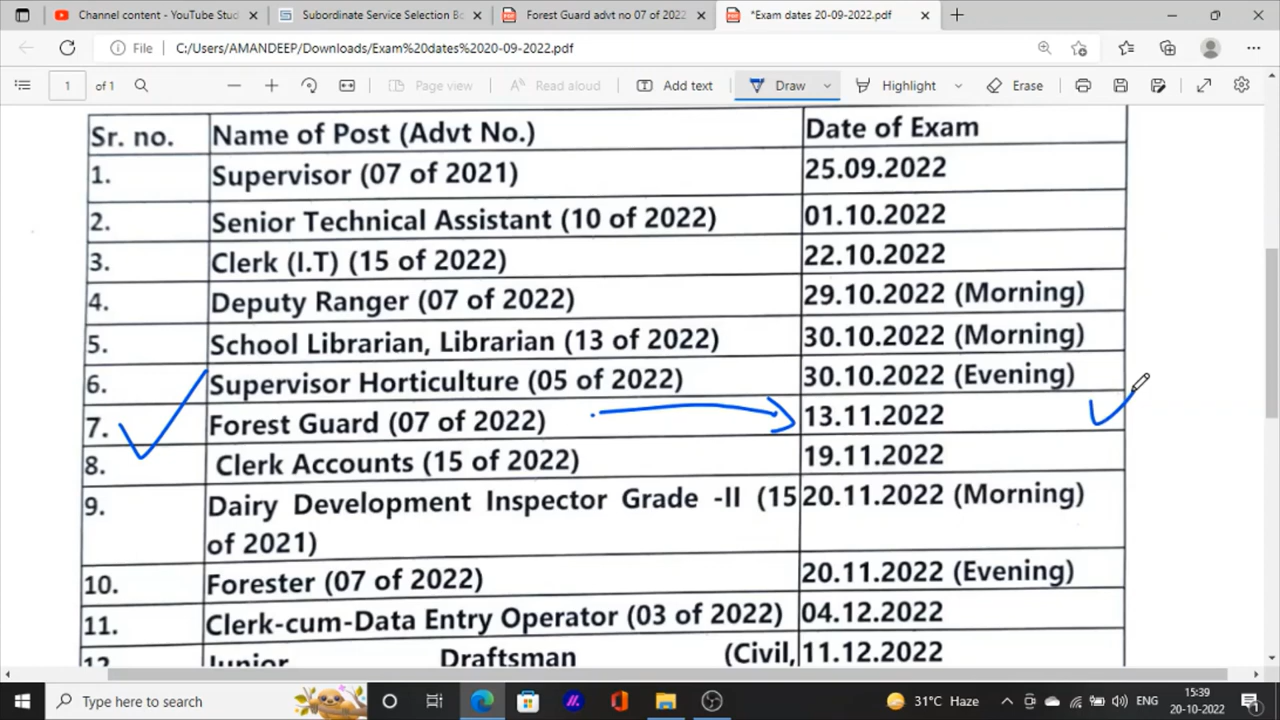 Channel content - YouTube Stud
Subordinate Service Selection Bo
Forest Guard advt no 07 of 2022
*Exam dates 20-09-2022.pdf
File C:/Users/AMANDEEP/Downloads/Exam%20dates%2020-09-2022.pdf
1 of 1
Page view
Read aloud
Add text
Draw
Highlight
Erase
Sr. no. Name of Post (Advt No.) Date of Exam
1. Supervisor (07 of 2021) 25.09.2022
2. Senior Technical Assistant (10 of 2022) 01.10.2022
3. Clerk (I.T) (15 of 2022) 22.10.2022
4. Deputy Ranger (07 of 2022) 29.10.2022 (Morning)
5. School Librarian, Librarian (13 of 2022) 30.10.2022 (Morning)
6. Supervisor Horticulture (05 of 2022) 30.10.2022 (Evening)
7. Forest Guard (07 of 2022) 13.11.2022
8. Clerk Accounts (15 of 2022) 19.11.2022
9. Dairy Development Inspector Grade -II (15 20.11.2022 (Morning)
of 2021)
10. Forester (07 of 2022) 20.11.2022 (Evening)
11. Clerk-cum-Data Entry Operator (03 of 2022) 04.12.2022
12. Junior Draftsman (Civil, 11.12.2022
Type here to search
31°C Haze
ENG
15:39
20-10-2022
1